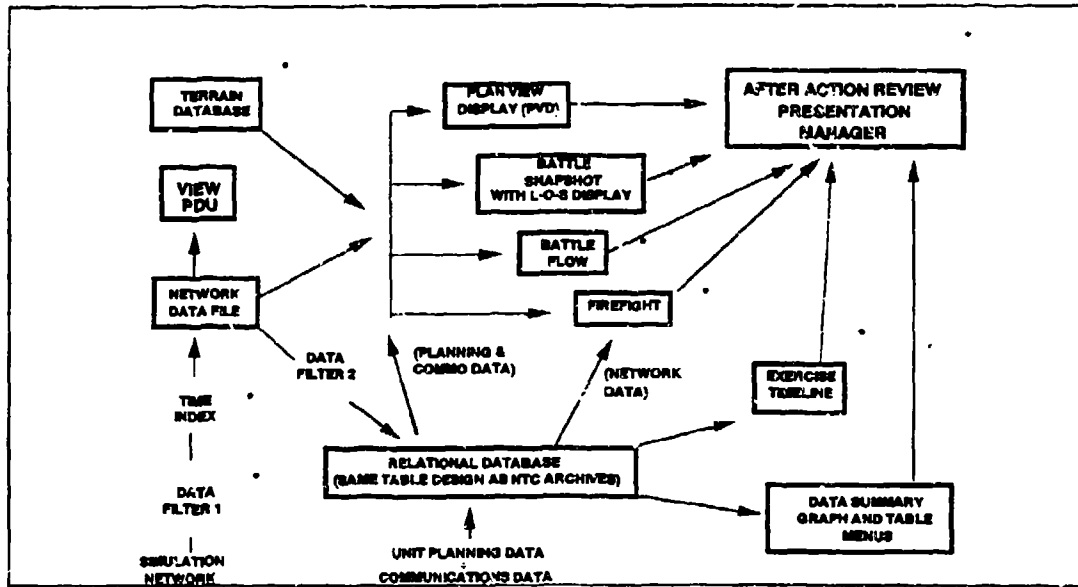 TERRAIN
DATABASE
PLAN VIEW
DISPLAY (PVD)
AFTER ACTION REVIEW
PRESENTATION
MANAGER
VIEW
PDU
BATTLE
SNAPSHOT
WITH L-O-S DISPLAY
BATTLE
FLOW
NETWORK
DATA FILE
FIREFIGHT
DATA
FILTER 2
(PLANNING &
COMMO DATA)
(NETWORK
DATA)
EXERCISE
TIMELINE
TIME
INDEX
RELATIONAL DATABASE
(SAME TABLE DESIGN AS NTC ARCHIVES)
DATA
FILTER 1
DATA SUMMARY
GRAPH AND TABLE
MENUS
SIMULATION
NETWORK
UNIT PLANNING DATA
COMMUNICATIONS DATA